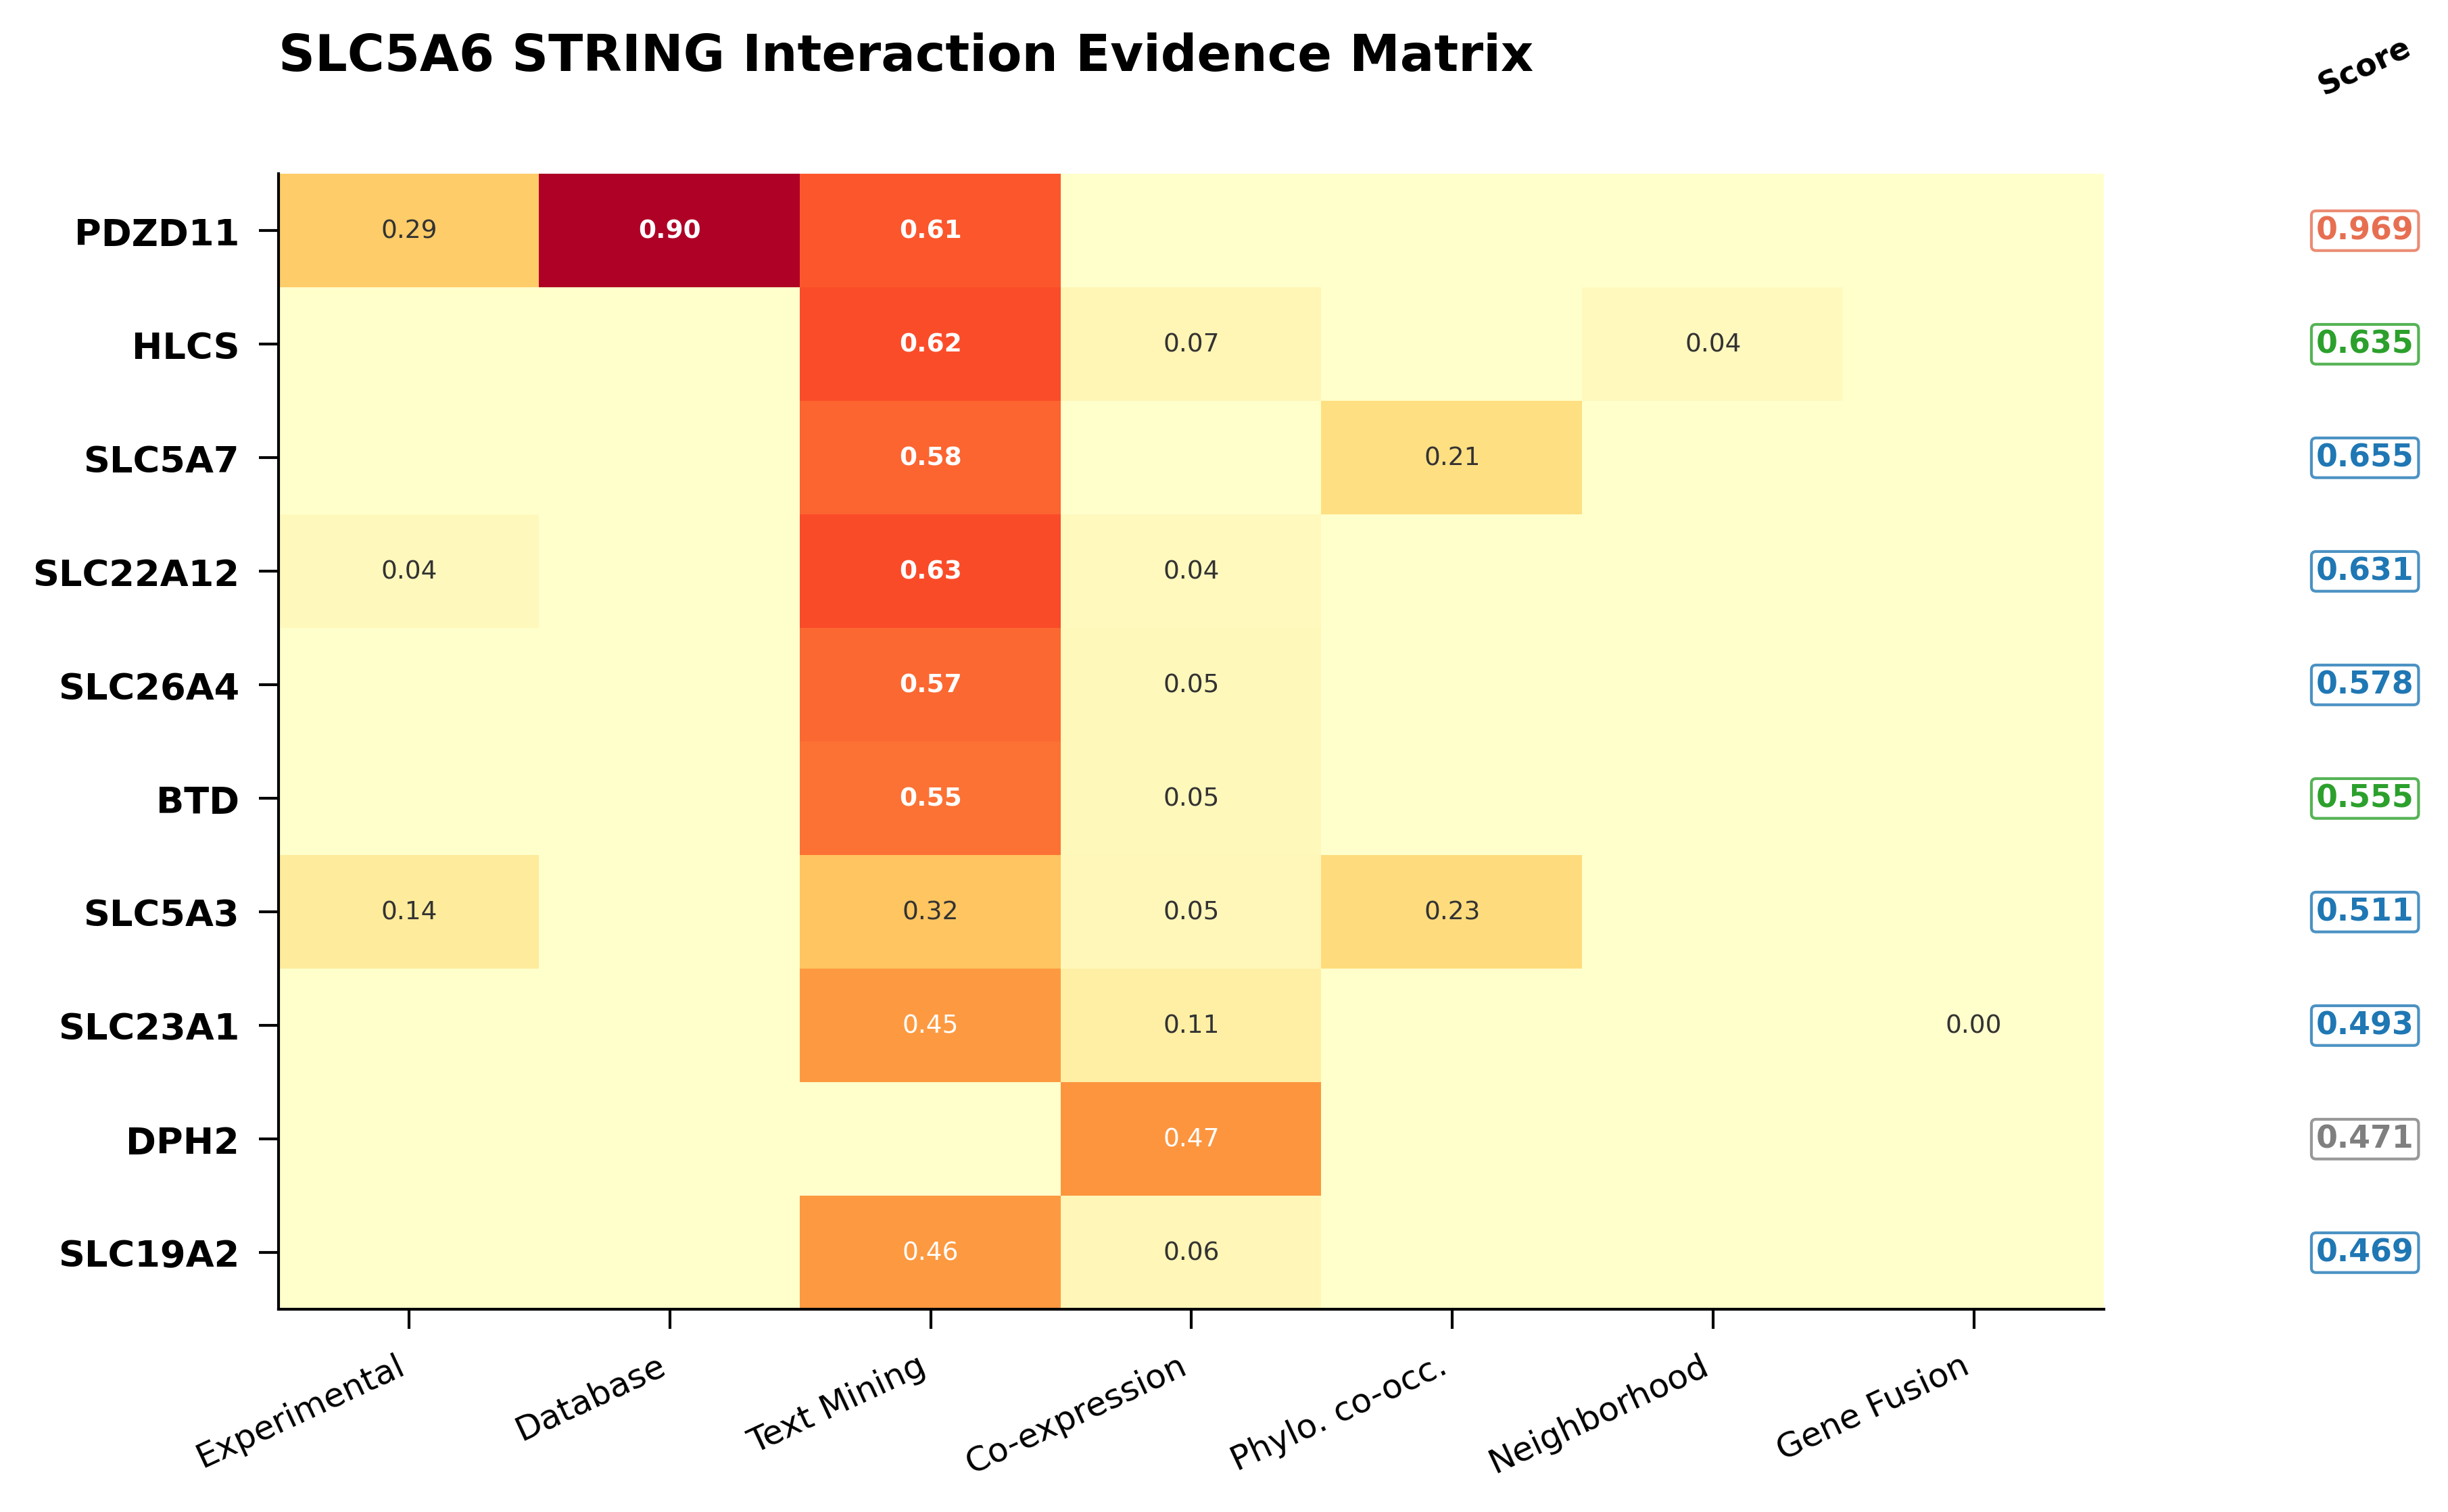 SLC5A6 STRING Interaction Evidence Matrix
Score
PDZD11 0.29 0.90 0.61 0.969
HLCS 0.62 0.07 0.04 0.635
SLC5A7 0.58 0.21 0.655
SLC22A12 0.04 0.63 0.04 0.631
SLC26A4 0.57 0.05 0.578
BTD 0.55 0.05 0.555
SLC5A3 0.14 0.32 0.05 0.23 0.511
SLC23A1 0.45 0.11 0.00 0.493
DPH2 0.47 0.471
SLC19A2 0.46 0.06 0.469
Experimental
Database
Text Mining
Co-expression
Phylo. co-occ.
Neighborhood
Gene Fusion